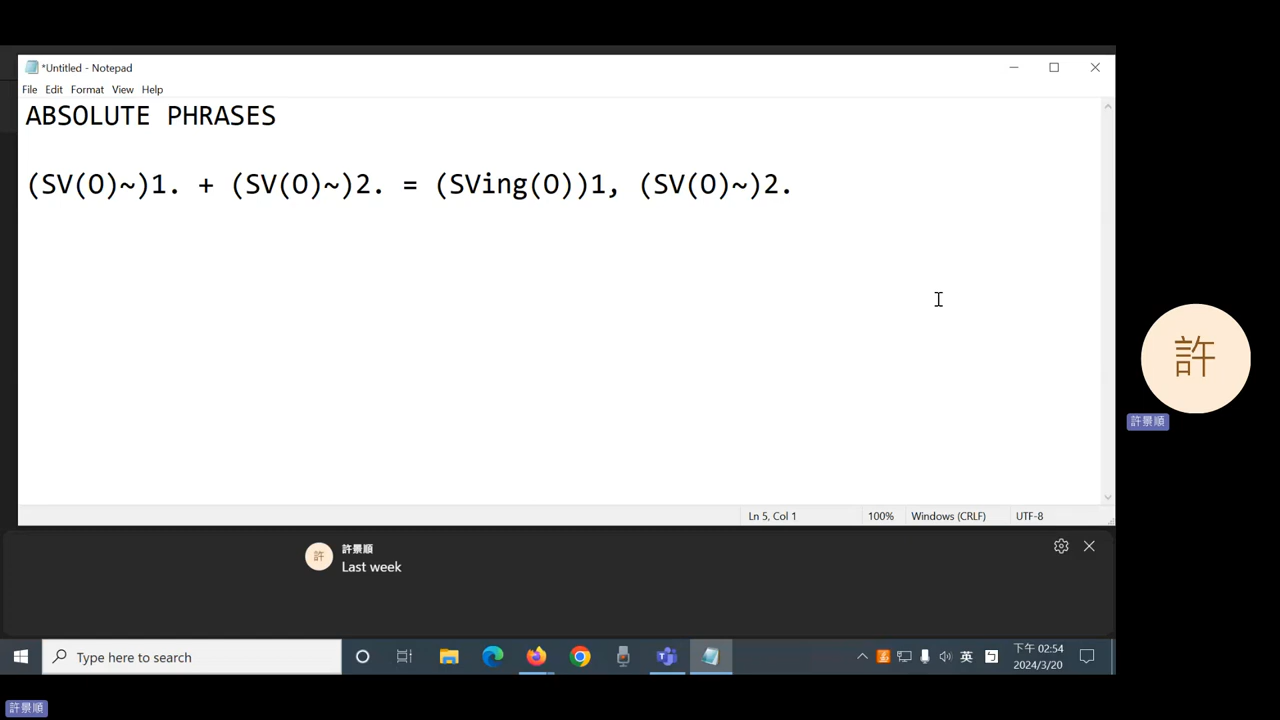 *Untitled - Notepad
File Edit Format View Help
ABSOLUTE PHRASES
(SV(O)~)1. + (SV(O)~)2. = (SVing(O))1, (SV(O)~)2.
Ln 5, Col 1 100% Windows (CRLF) UTF-8
許
許景順
許
許景順
Last week
Type here to search
英
下午 02:54
2024/3/20
許景順